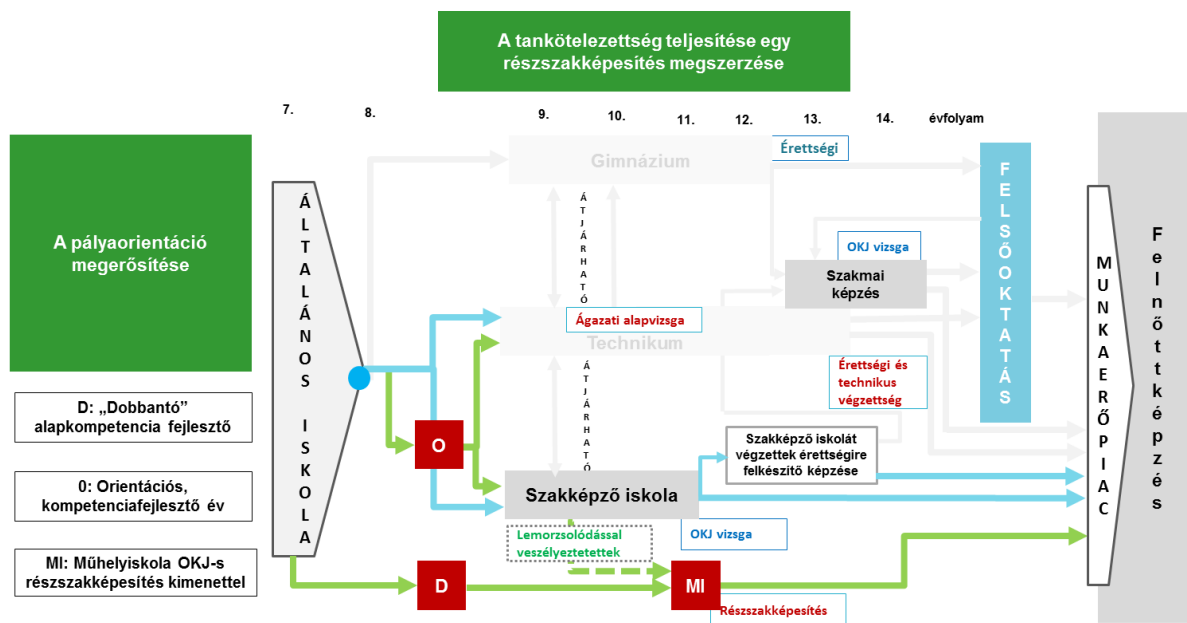 A tankötelezettség teljesítése egy
részszakképesítés megszerzése
7.
8.
9.
10.
11.
12.
13.
14.
évfolyam
A pályaorientáció
megerősítése
D: „Dobbantó”
alapkompetencia fejlesztő
0: Orientációs,
kompetenciafejlesztő év
MI: Műhelyiskola OKJ-s
részszakképesítés kimenettel
ÁLTALÁNOS ISKOLA
Gimnázium
Érettségi
ÁTJÁRHATÓ
OKJ vizsga
Szakmai
képzés
Ágazati alapvizsga
Technikum
ÁTJÁRHATÓ
Érettségi és
technikus
végzettség
O
Szakképző iskolát
végzettek érettségire
felkészítő képzése
Szakképző iskola
Lemorzsolódással
veszélyeztetettek
OKJ vizsga
D
MI
Részszakképesítés
FELSŐOKTATÁS
MUNKAERŐPIAC
Felnőttképzés